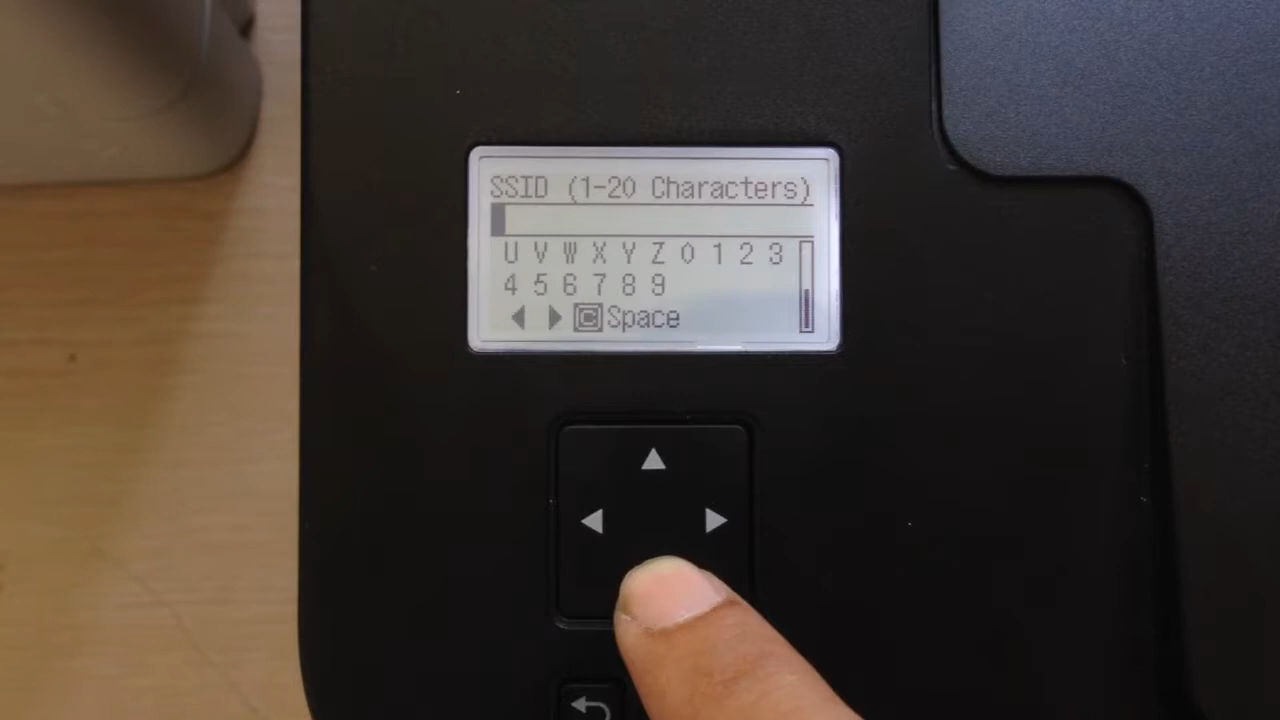 SSID (1-20 Characters)
U V W X Y Z 0 1 2 3
4 5 6 7 8 9
◀ ▶ C Space